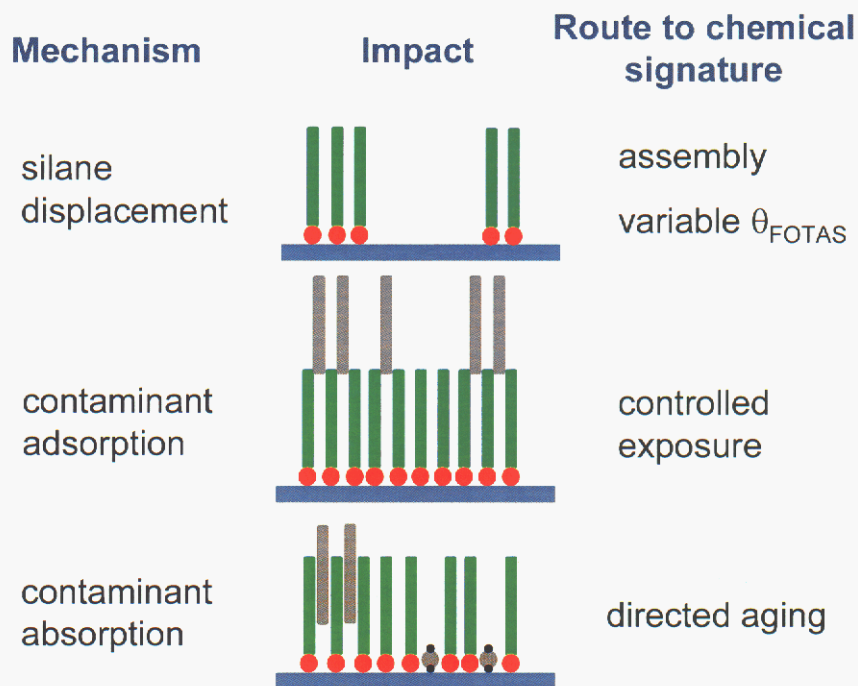 Mechanism
Impact
Route to chemical
signature
silane
displacement
assembly
variable θFOTAS
contaminant
adsorption
controlled
exposure
contaminant
absorption
directed aging